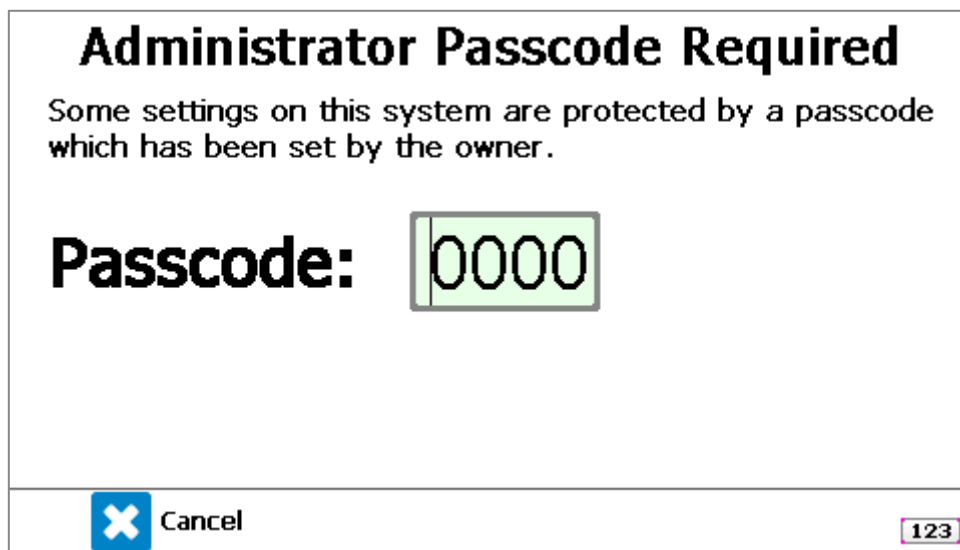 Administrator Passcode Required
Some settings on this system are protected by a passcode
which has been set by the owner.
Passcode: 0000
Cancel
123